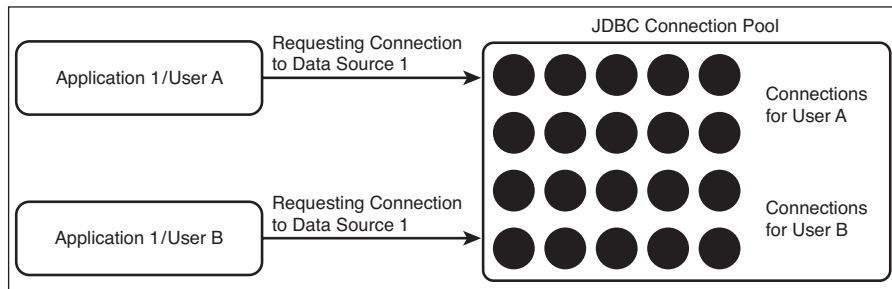 JDBC Connection Pool
Application 1/User A
Requesting Connection
to Data Source 1
Connections
for User A
Application 1/User B
Requesting Connection
to Data Source 1
Connections
for User B